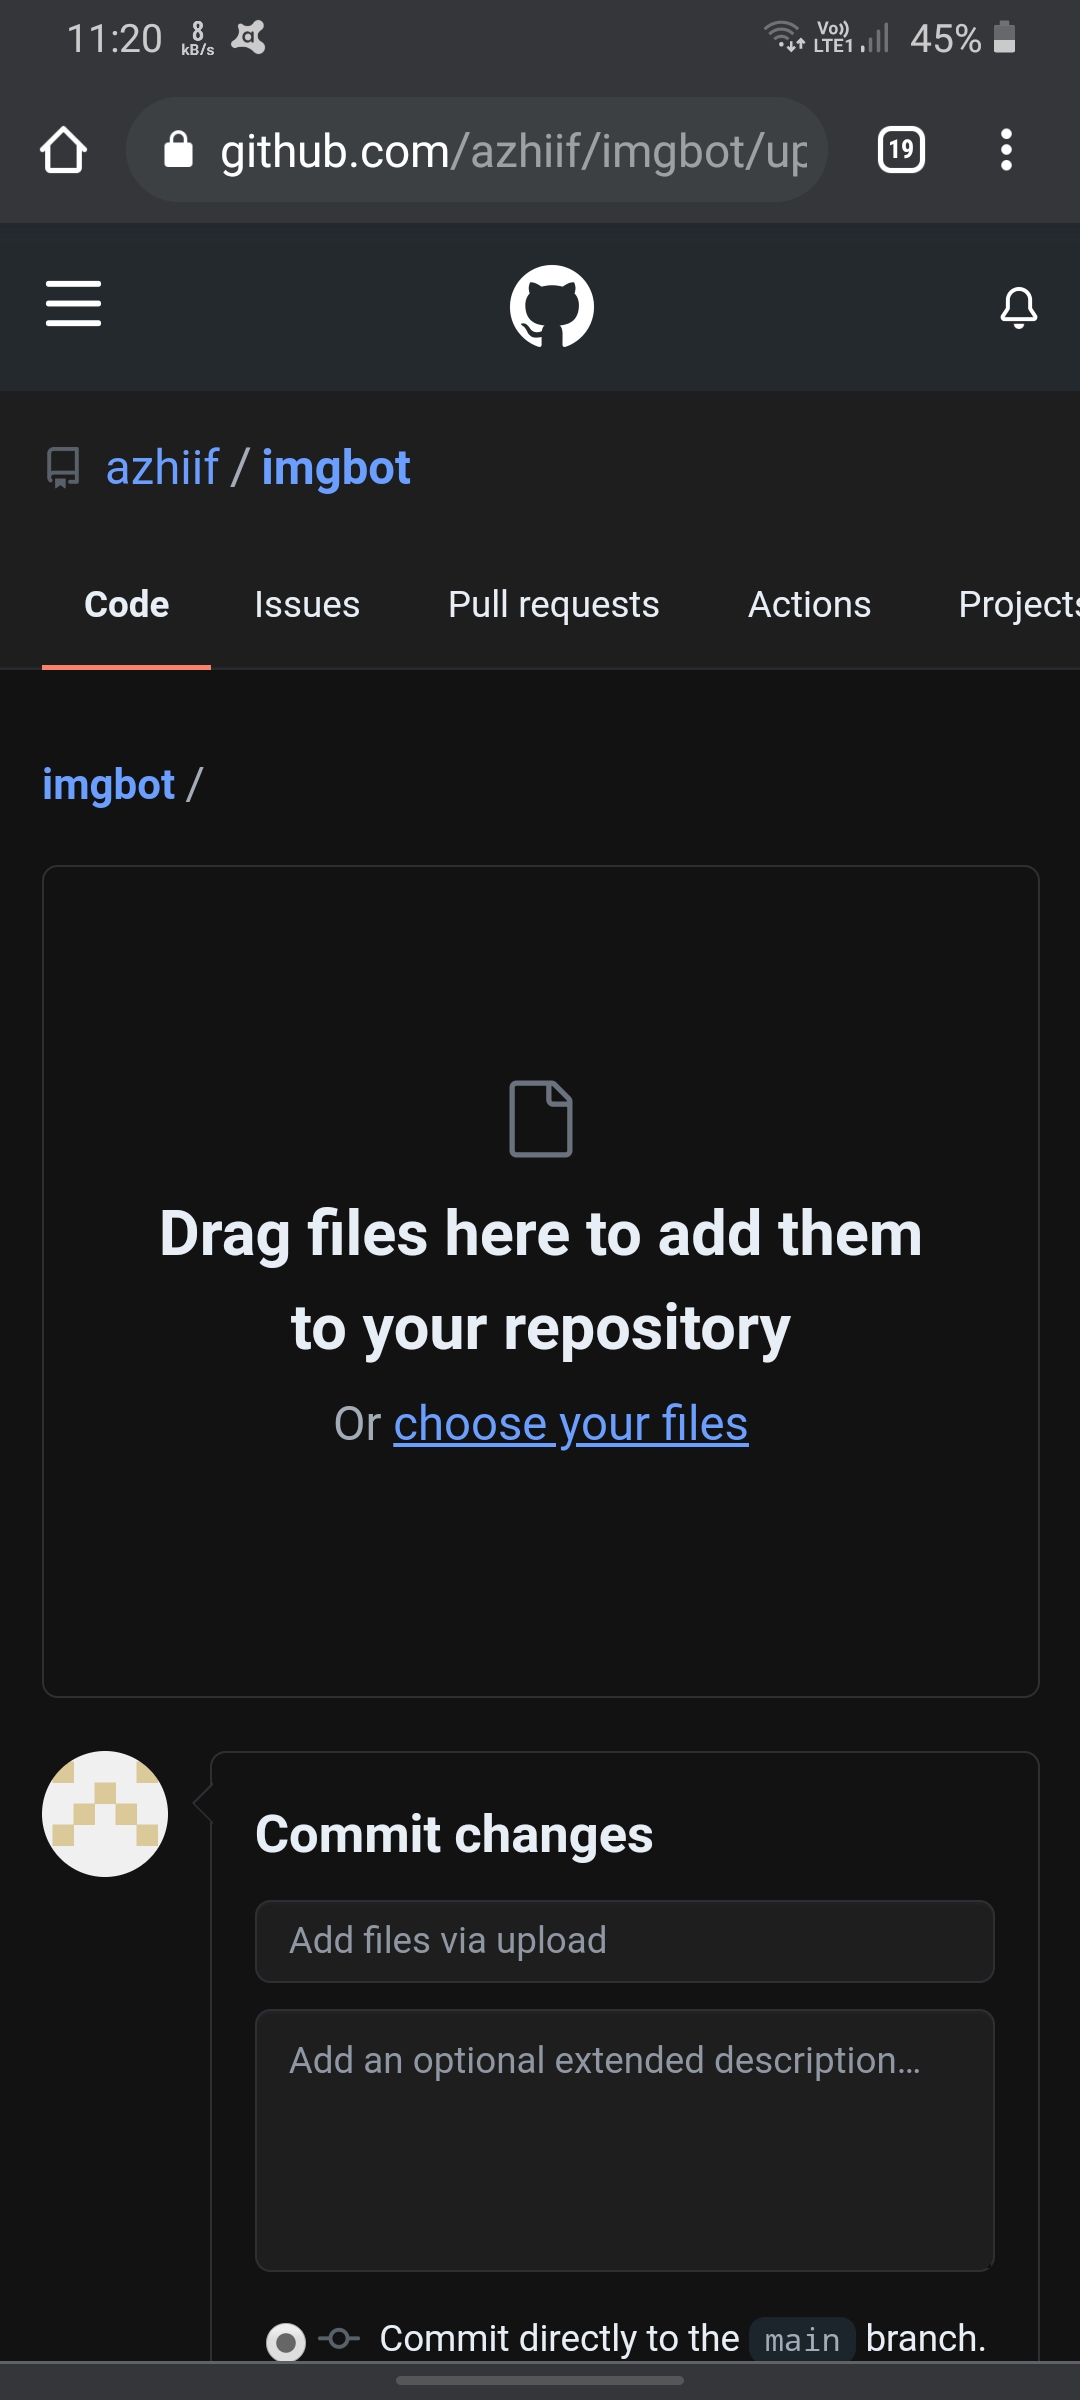 11:20 8 kB/s a Vo)) LTE1 45%
github.com/azhiif/imgbot/up 19
azhiif / imgbot
Code Issues Pull requests Actions Projects
imgbot /
Drag files here to add them
to your repository
Or choose your files
Commit changes
Add files via upload
Add an optional extended description…
Commit directly to the main branch.